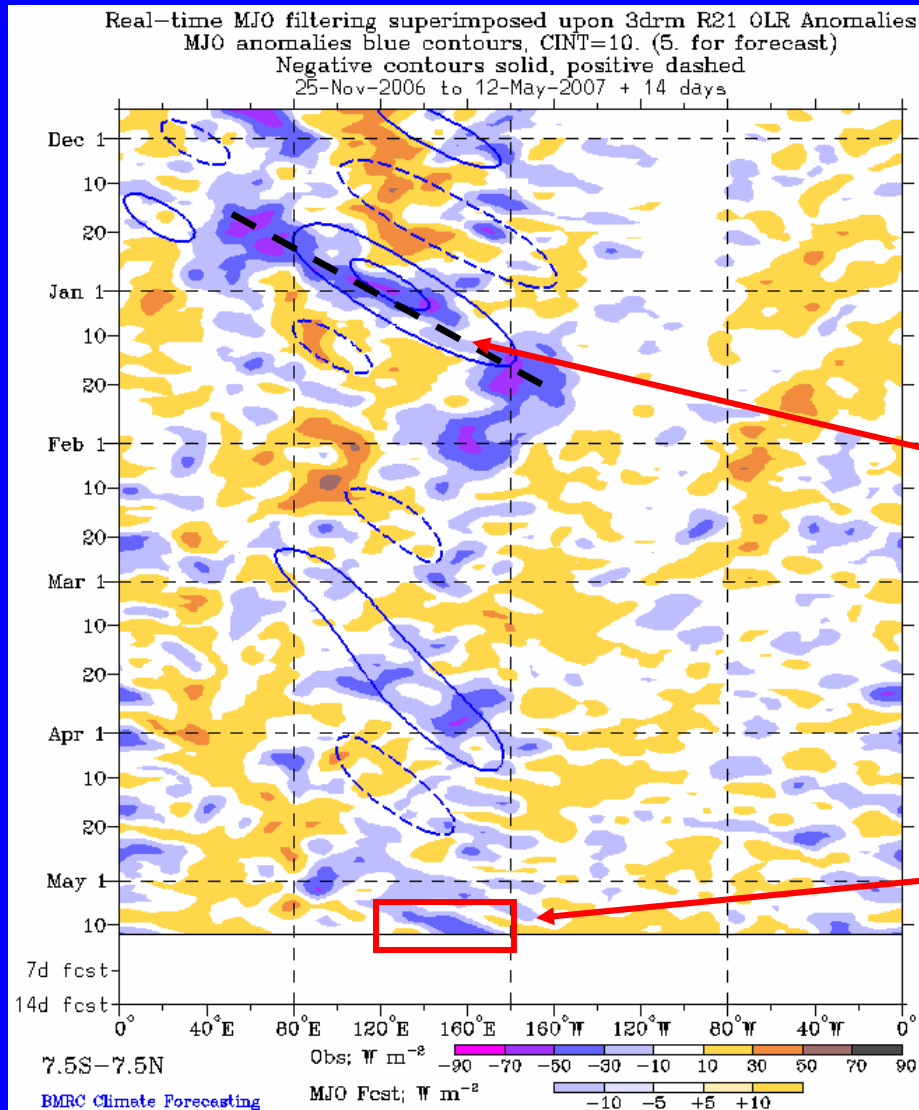 Real-time MJO filtering superimposed upon 3drm R21 OLR Anomalies
MJO anomalies blue contours, CINT=10. (5. for forecast)
Negative contours solid, positive dashed
25-Nov-2006 to 12-May-2007 + 14 days
Dec 1
10
20
Jan 1
10
20
Feb 1
10
20
Mar 1
10
20
Apr 1
10
20
May 1
10
7d fcst
14d fcst
0° 40°E 80°E 120°E 160°E 160°W 120°W 80°W 40°W 0°
7.5S-7.5N
Obs; W m⁻²
-90 -70 -50 -30 -10 10 30 50 70 90
MJO Fcst; W m⁻²
-10 -5 +5 +10
BMRC Climate Forecasting